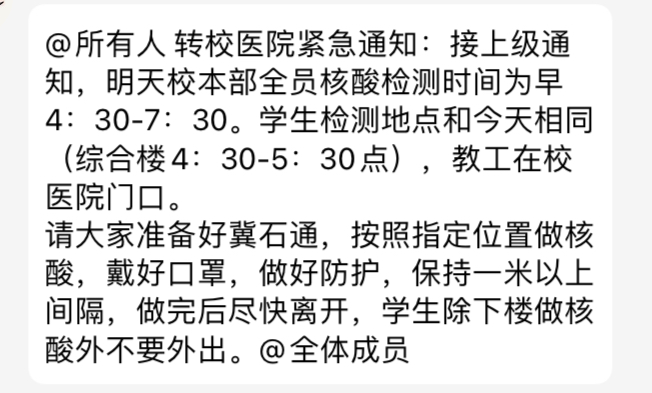 @所有人 转校医院紧急通知：接上级通
知，明天校本部全员核酸检测时间为早
4：30-7：30。学生检测地点和今天相同
（综合楼4：30-5：30点），教工在校
医院门口。
请大家准备好冀石通，按照指定位置做核
酸，戴好口罩，做好防护，保持一米以上
间隔，做完后尽快离开，学生除下楼做核
酸外不要外出。@全体成员